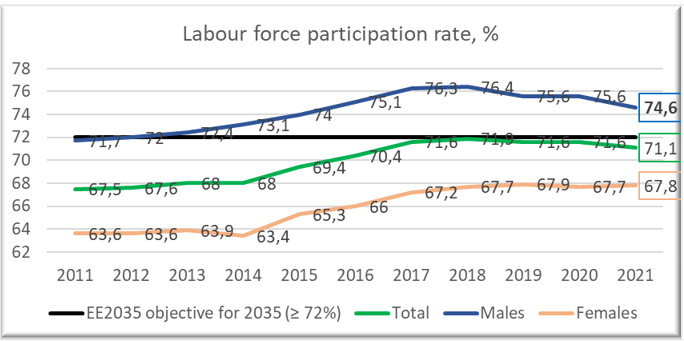 Labour force participation rate, %
78
76
74
72
70
68
66
64
62
71,7 72 72,4 73,1 74 75,1 76,3 76,4 75,6 75,6 74,6
67,5 67,6 68 68 69,4 70,4 71,6 71,9 71,6 71,6 71,1
63,6 63,6 63,9 63,4 65,3 66 67,2 67,7 67,9 67,7 67,8
2011 2012 2013 2014 2015 2016 2017 2018 2019 2020 2021
EE2035 objective for 2035 (≥ 72%) Total Males Females